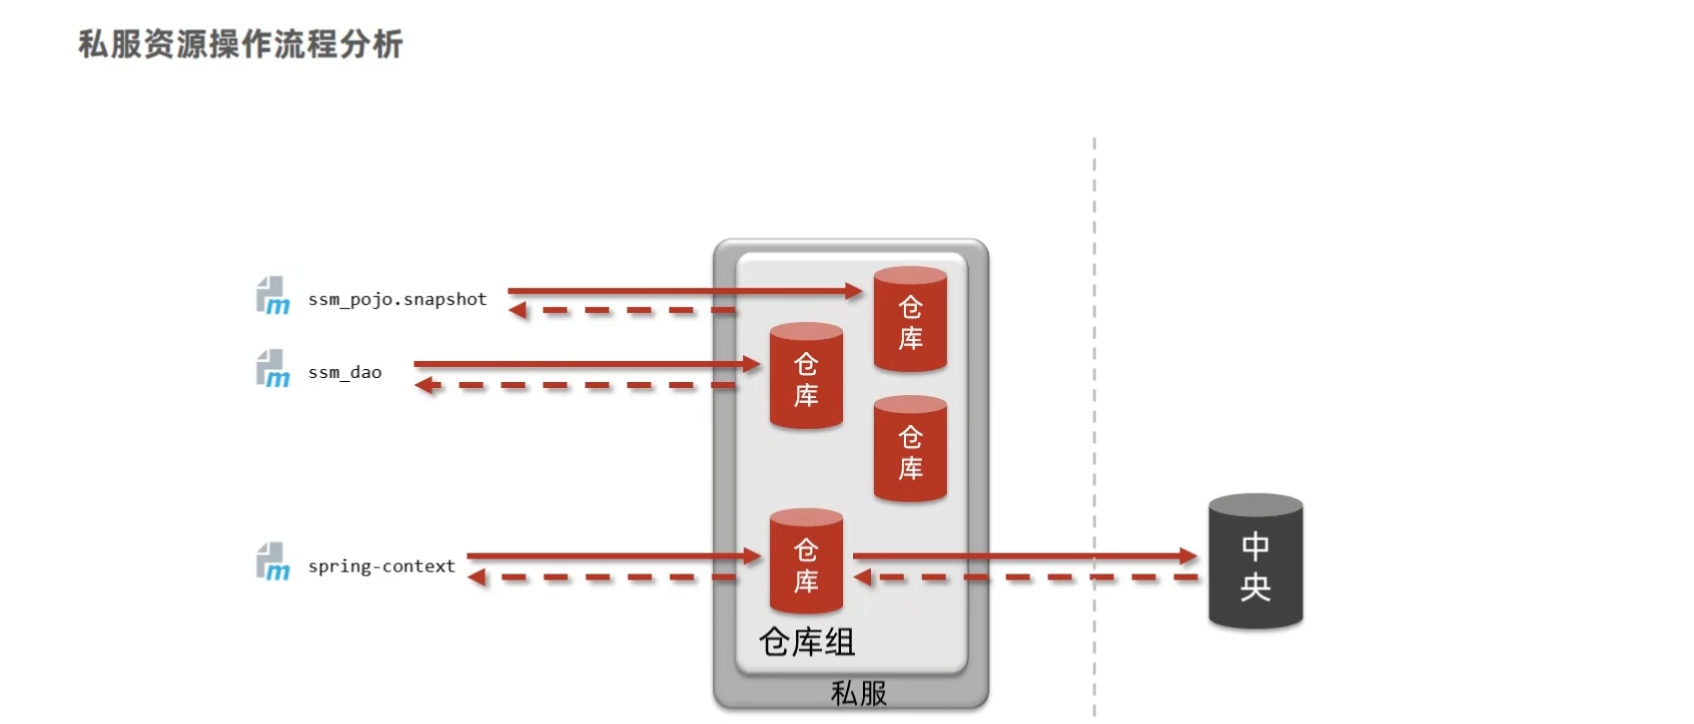 私服资源操作流程分析
ssm_pojo.snapshot
仓
库
ssm_dao
仓
库
仓
库
spring-context
仓
库
中
央
仓库组
私服